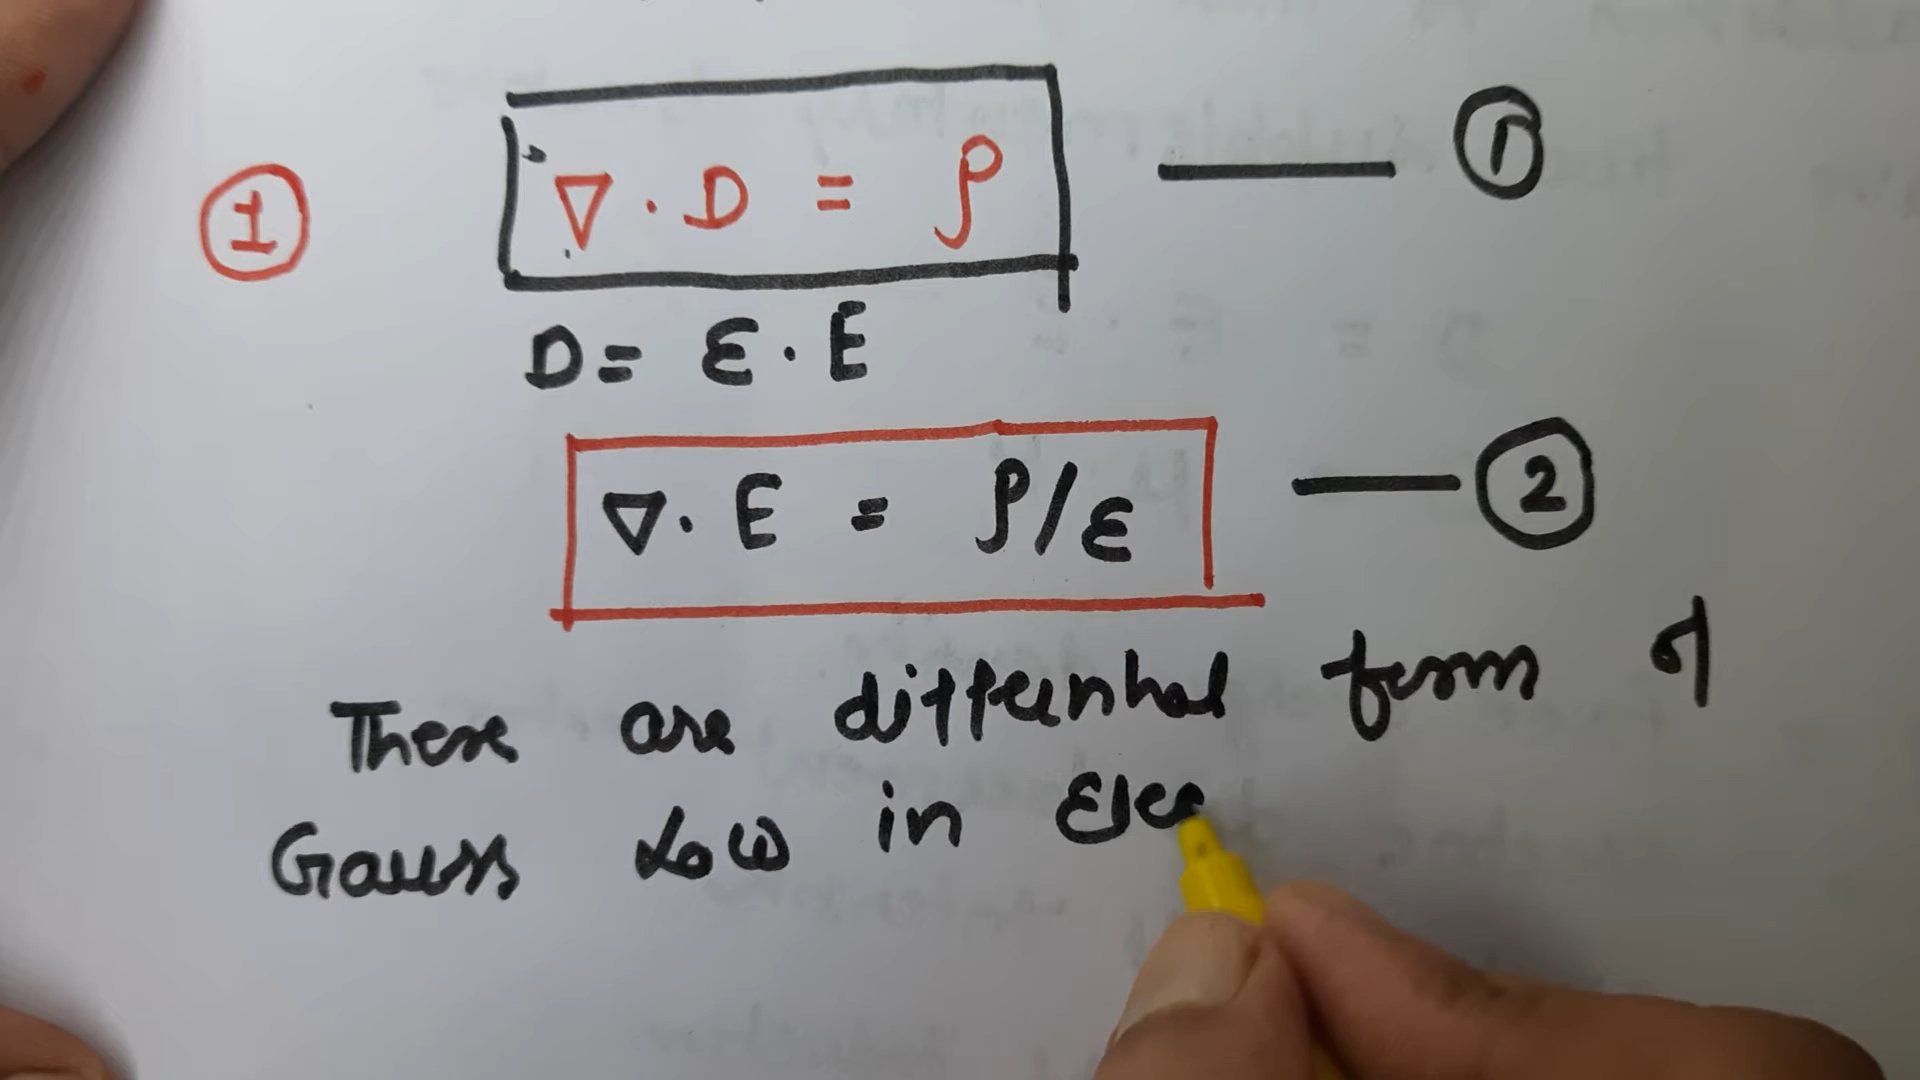 ① ∇ · D = ρ — ①
D = ε · E
∇ · E = ρ/ε — ②
These are differential form of
Gauss Law in Elec